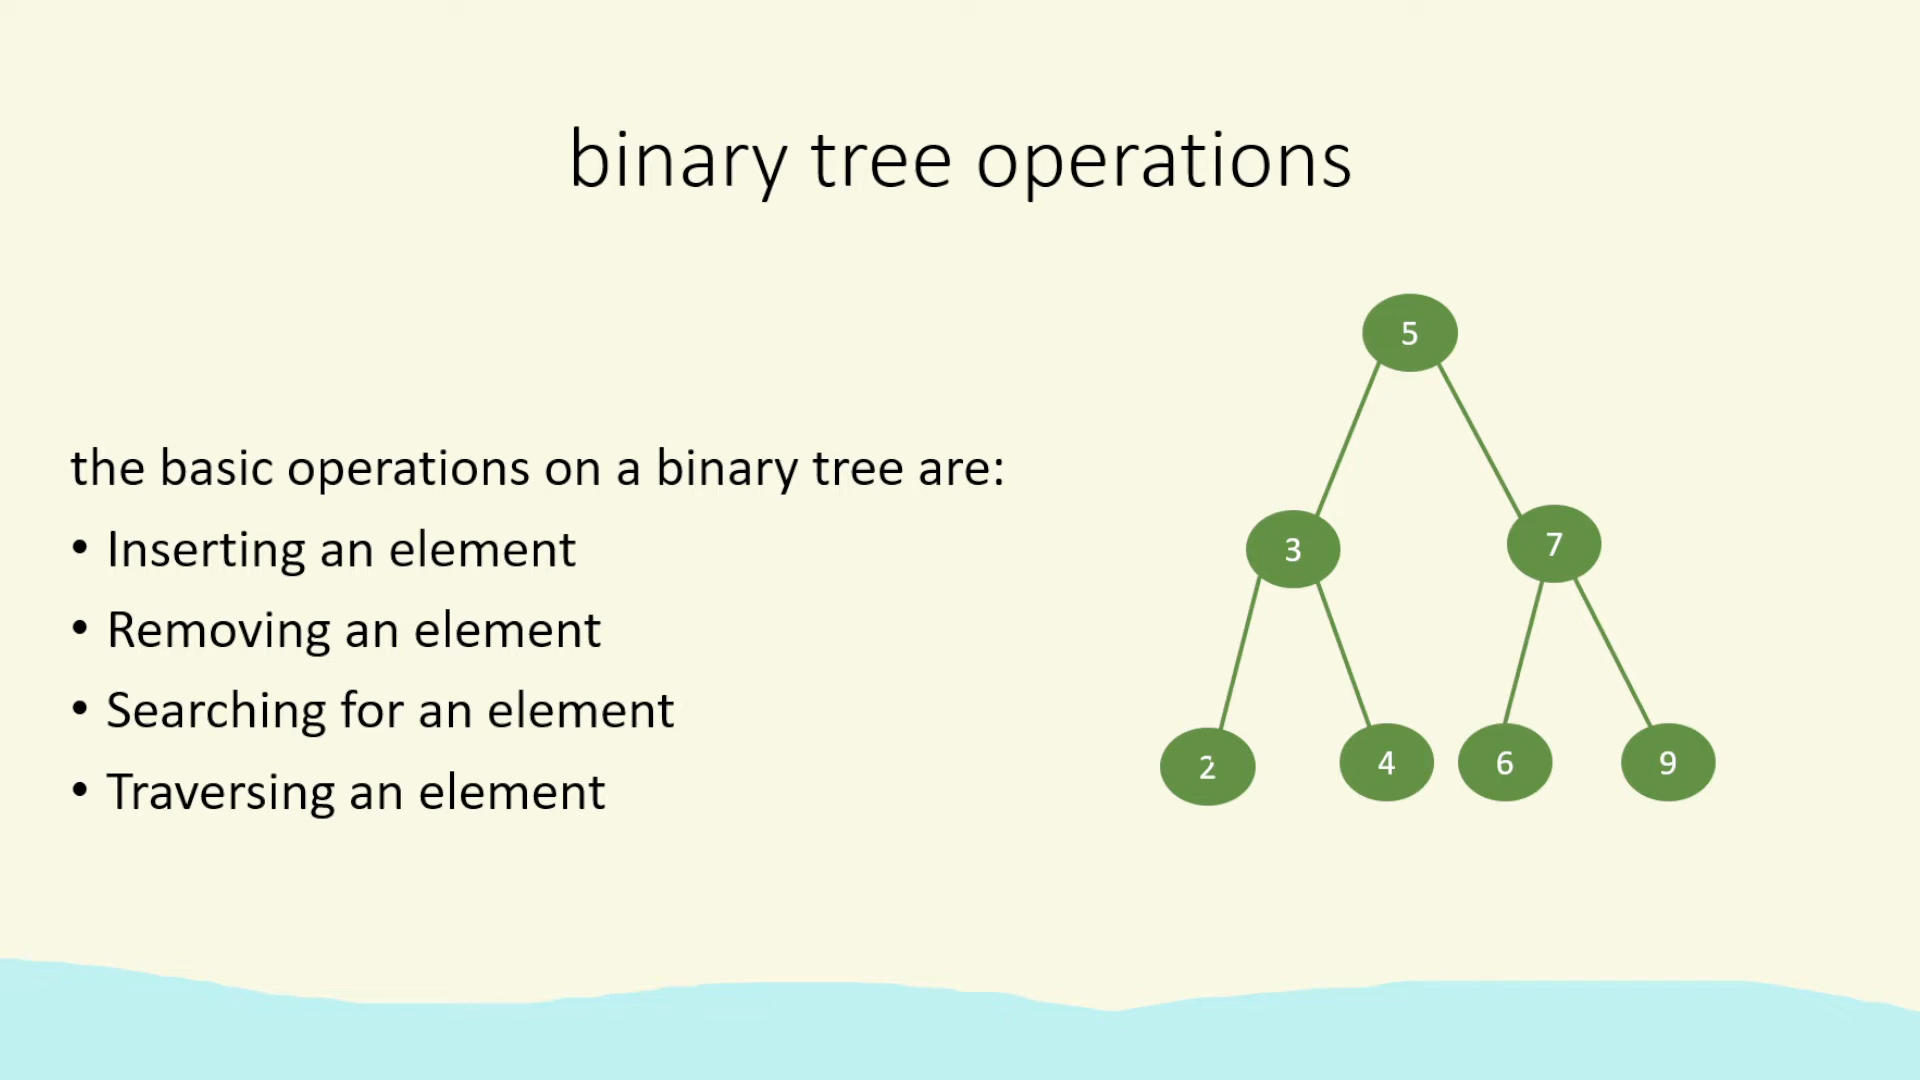 binary tree operations
the basic operations on a binary tree are:
• Inserting an element
• Removing an element
• Searching for an element
• Traversing an element
5
3
7
2
4
6
9